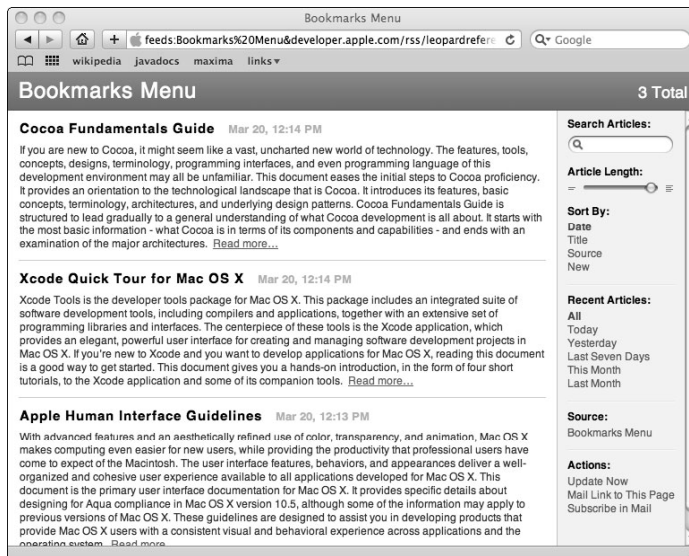 Bookmarks Menu
feeds:Bookmarks%20Menu&developer.apple.com/rss/leopardrefere
Google
wikipedia javadocs maxima links
Bookmarks Menu
3 Total
Cocoa Fundamentals Guide Mar 20, 12:14 PM
If you are new to Cocoa, it might seem like a vast, uncharted new world of technology. The features, tools,
concepts, designs, terminology, programming interfaces, and even programming language of this
development environment may all be unfamiliar. This document eases the initial steps to Cocoa proficiency.
It provides an orientation to the technological landscape that is Cocoa. It introduces its features, basic
concepts, terminology, architectures, and underlying design patterns. Cocoa Fundamentals Guide is
structured to lead gradually to a general understanding of what Cocoa development is all about. It starts with
the most basic information - what Cocoa is in terms of its components and capabilities - and ends with an
examination of the major architectures. Read more...
Xcode Quick Tour for Mac OS X Mar 20, 12:14 PM
Xcode Tools is the developer tools package for Mac OS X. This package includes an integrated suite of
software development tools, including compilers and applications, together with an extensive set of
programming libraries and interfaces. The centerpiece of these tools is the Xcode application, which
provides an elegant, powerful user interface for creating and managing software development projects in
Mac OS X. If you're new to Xcode and you want to develop applications for Mac OS X, reading this document
is a good way to get started. This document gives you a hands-on introduction, in the form of four short
tutorials, to the Xcode application and some of its companion tools. Read more...
Apple Human Interface Guidelines Mar 20, 12:13 PM
With advanced features and an aesthetically refined use of color, transparency, and animation, Mac OS X
makes computing even easier for new users, while providing the productivity that professional users have
come to expect of the Macintosh. The user interface features, behaviors, and appearances deliver a well-
organized and cohesive user experience available to all applications developed for Mac OS X. This
document is the primary user interface documentation for Mac OS X. It provides specific details about
designing for Aqua compliance in Mac OS X version 10.5, although some of the information may apply to
previous versions of Mac OS X. These guidelines are designed to assist you in developing products that
provide Mac OS X users with a consistent visual and behavioral experience across applications and the
operating system. Read more
Search Articles:
Article Length:
Sort By:
Date
Title
Source
New
Recent Articles:
All
Today
Yesterday
Last Seven Days
This Month
Last Month
Source:
Bookmarks Menu
Actions:
Update Now
Mail Link to This Page
Subscribe in Mail